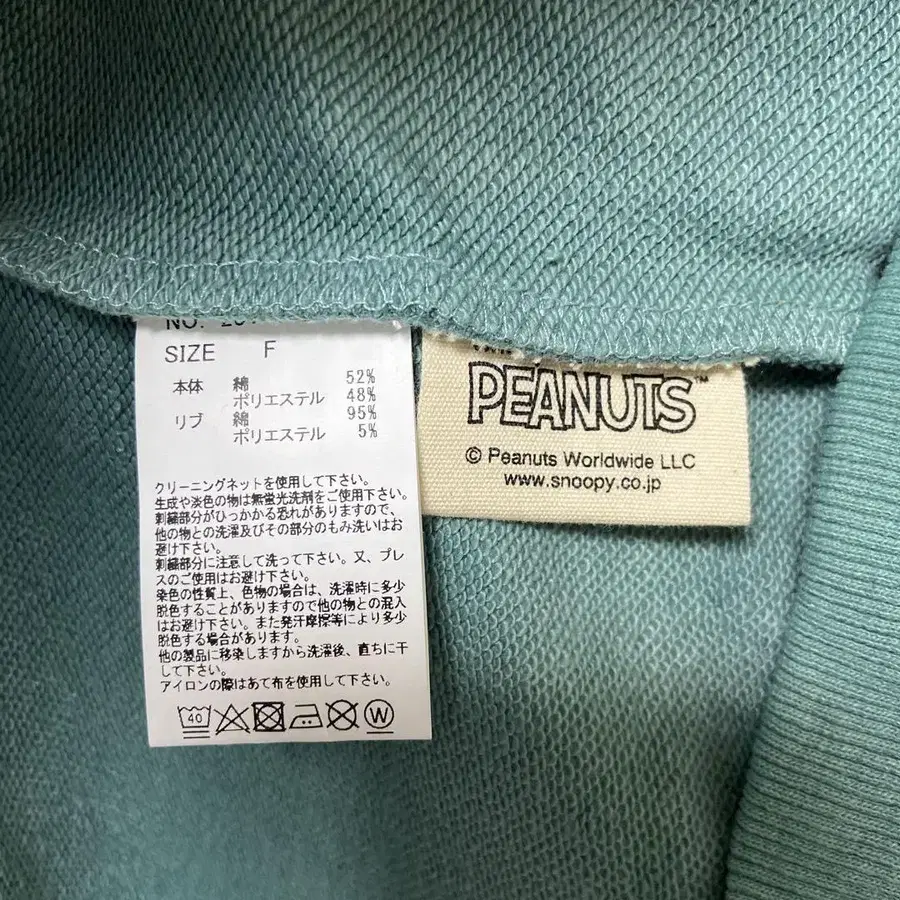 NO.
SIZE F
本体 綿 52%
ポリエステル 48%
リブ 綿 95%
ポリエステル 5%
クリーニングネットを使用して下さい。
生成や淡色の物は無蛍光洗剤をご使用下さい。
刺繍部分がひっかかる恐れがありますので、
他の物との洗濯及びその部分のもみ洗いはお
避け下さい。
刺繍部分に注意して洗って下さい。又、プレ
スのご使用はお避け下さい。
染色の性質上、色物の場合は、洗濯時に多少
脱色することがありますので他の物との混入
はお避け下さい。また発汗摩擦等により多少
脱色する場合があります。
他の製品に移染しますから洗濯後、直ちに干
して下さい。
アイロンの際はあて布を使用して下さい。
40 W
PEANUTS™
© Peanuts Worldwide LLC
www.snoopy.co.jp